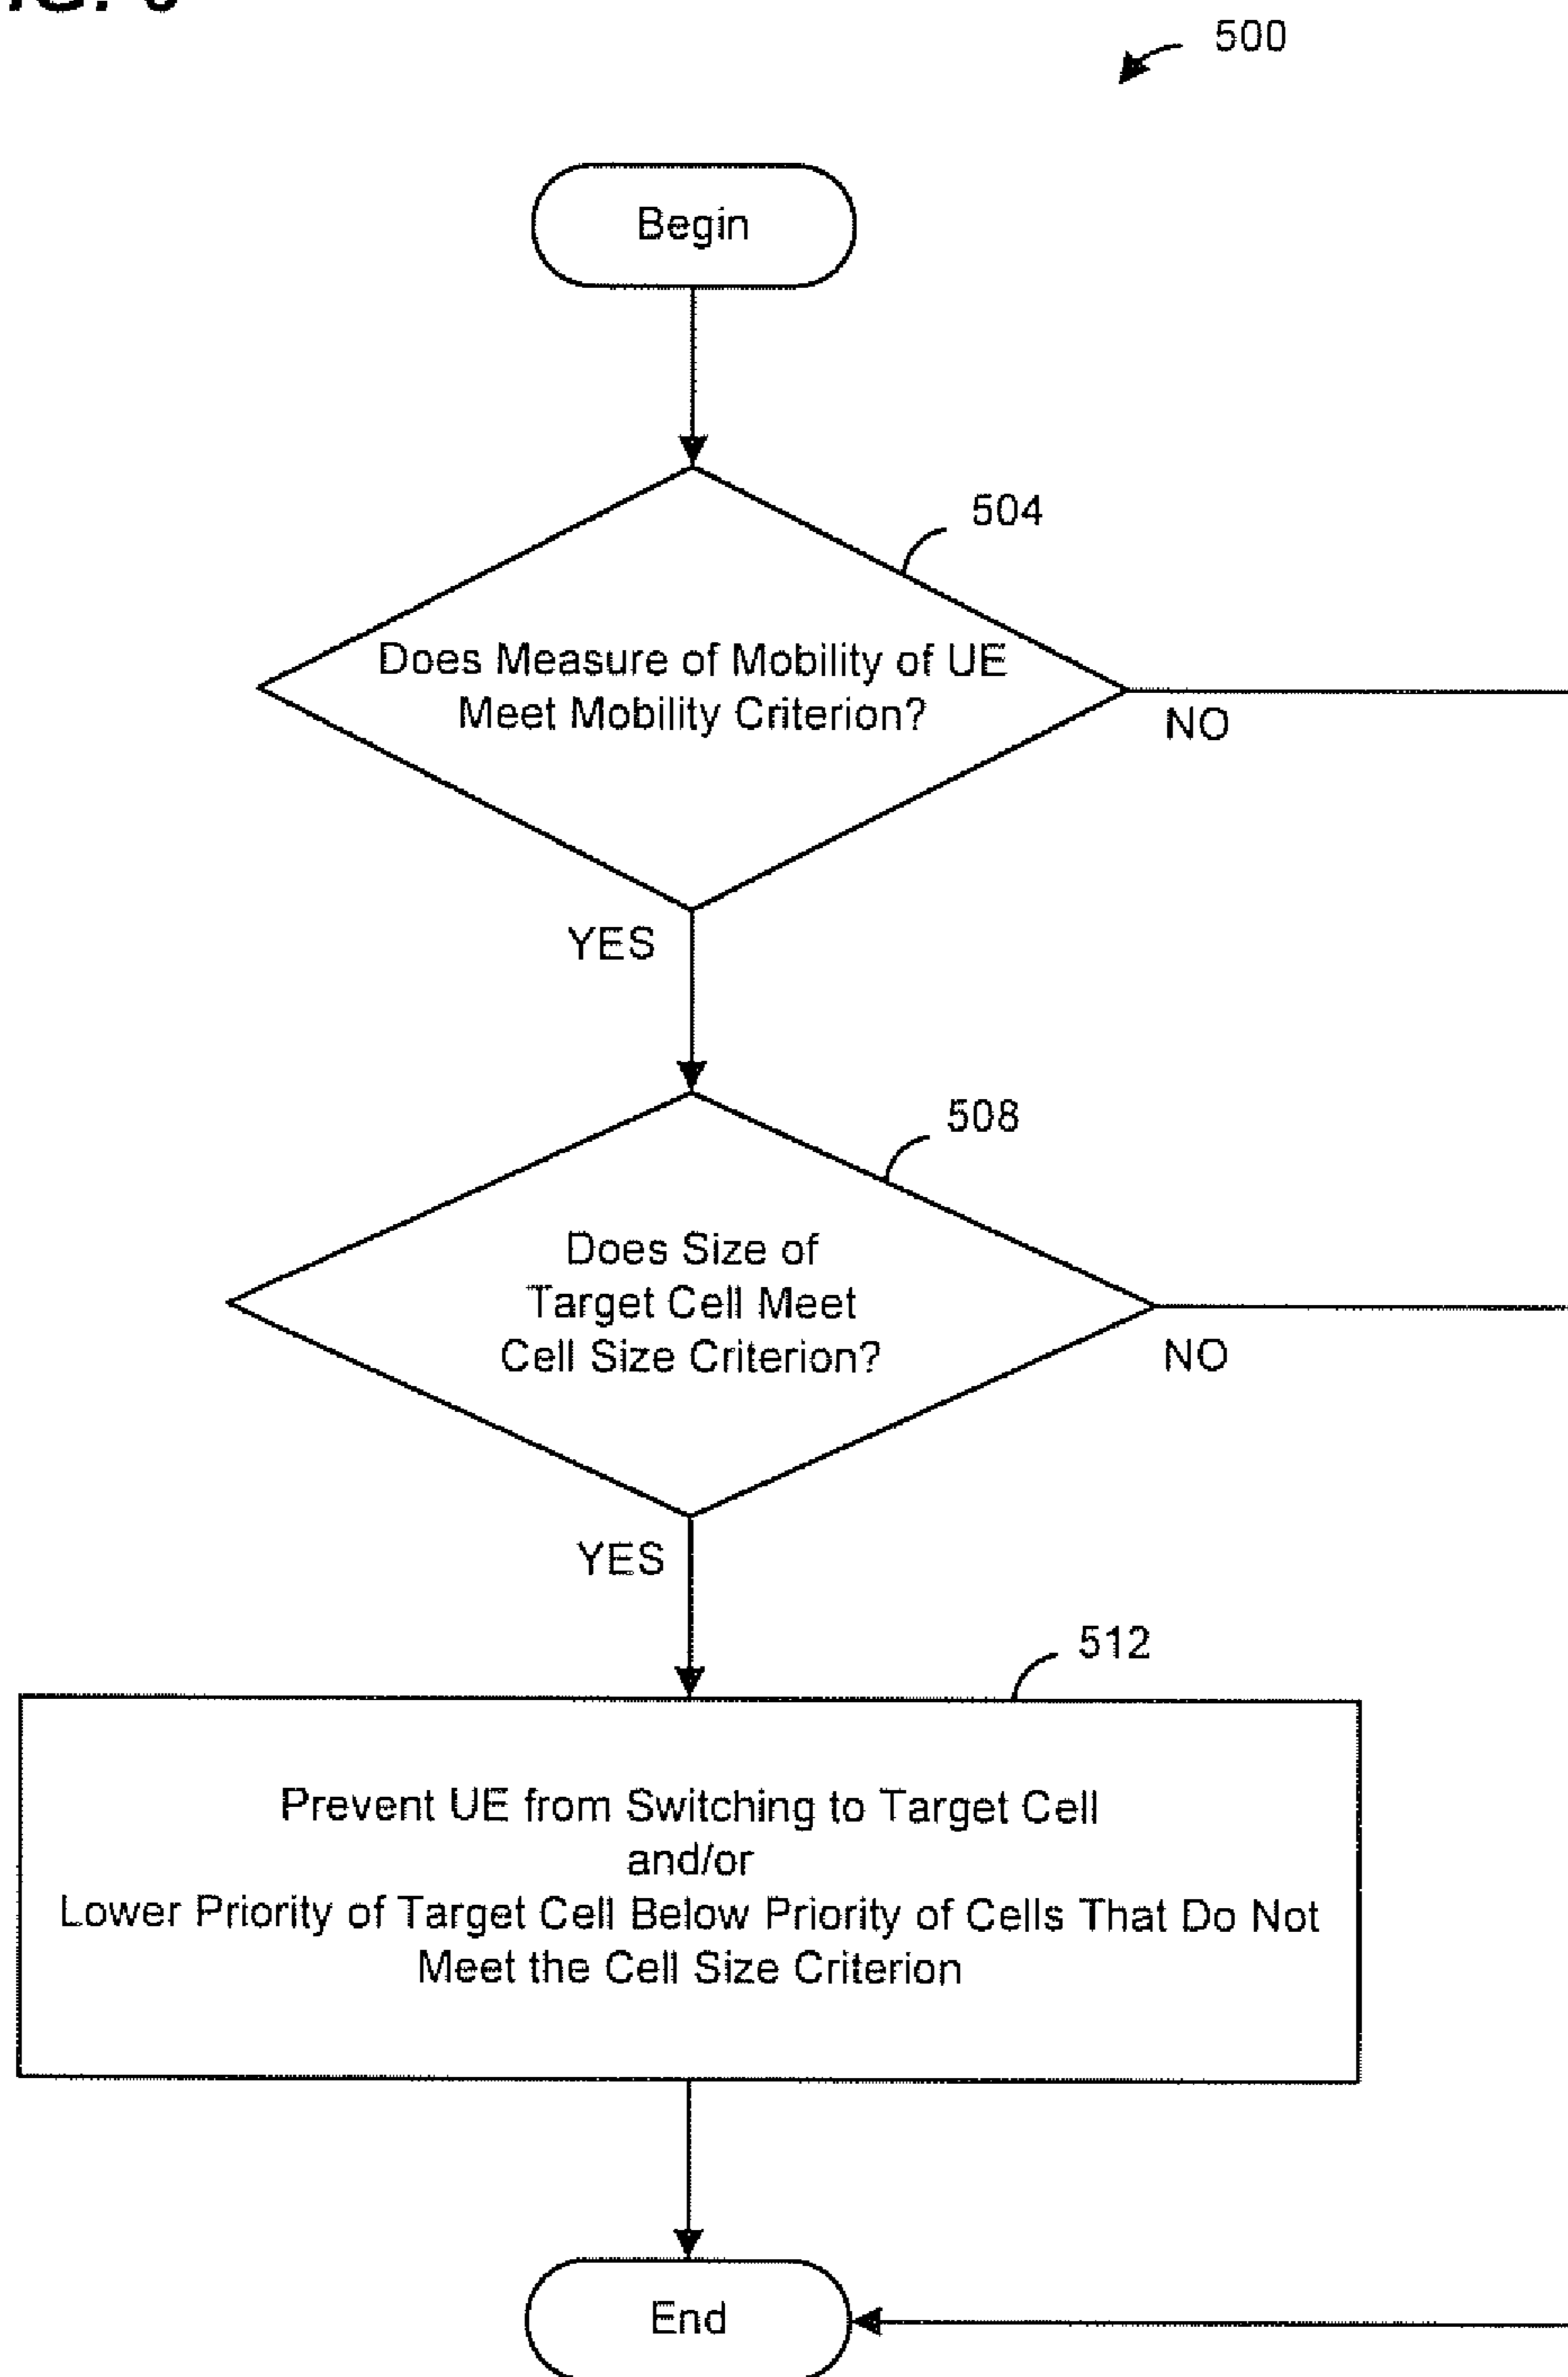 500
Begin
504
Does Measure of Mobility of UE
Meet Mobility Criterion?
NO
YES
508
Does Size of
Target Cell Meet
Cell Size Criterion?
NO
YES
512
Prevent UE from Switching to Target Cell
and/or
Lower Priority of Target Cell Below Priority of Cells That Do Not
Meet the Cell Size Criterion
End